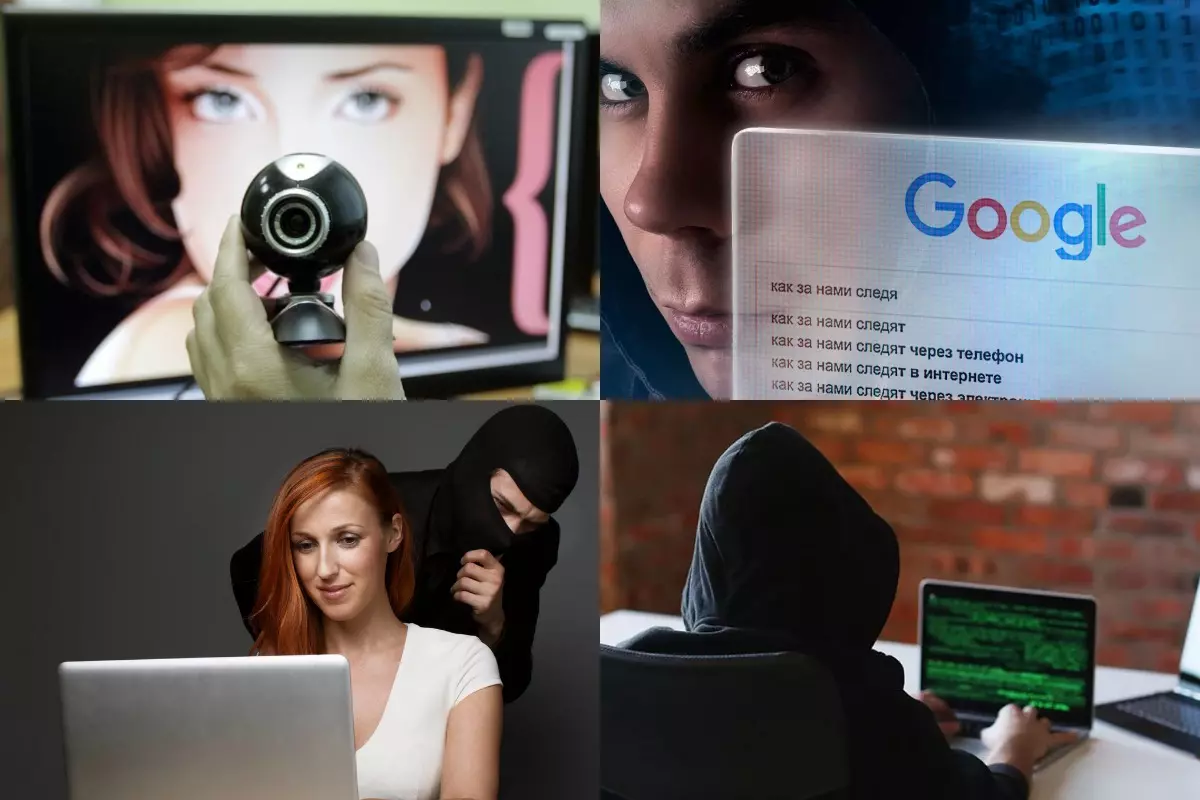 Google
как за нами следя
как за нами следят
как за нами следят через телефон
как за нами следят в интернете
как за нами следят через